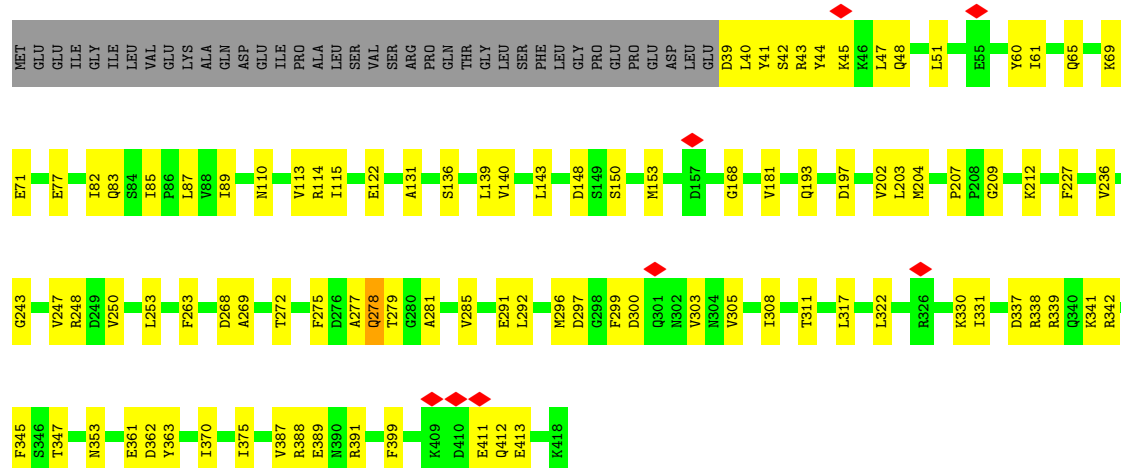 MET GLU GLU ILE GLY ILE LEU VAL GLU LYS ALA GLN ASP GLU ILE PRO ALA LEU SER VAL SER ARG PRO GLN THR GLY LEU SER PHE LEU GLY PRO GLU PRO GLU ASP LEU GLU D39 L40 Y41 S42 R43 Y44 K45 K46 L47 Q48 L51 E55 Y60 I61 Q65 K69
E71 E77 I82 Q83 S84 I85 P86 L87 V88 I89 N110 V113 R114 I115 E122 A131 S136 L139 V140 L143 D148 S149 S150 M153 D157 G168 V181 Q193 D197 V202 L203 M204 P207 P208 G209 K212 F227 V236
G243 V247 R248 D249 V250 L253 F263 D268 A269 T272 F275 D276 A277 Q278 T279 G280 A281 V285 E291 L292 M296 D297 G298 F299 D300 Q301 N302 V303 N304 V305 I308 T311 L317 L322 R326 K330 I331 D337 R338 R339 Q340 K341 R342
F345 S346 T347 N353 E361 D362 Y363 I370 I375 V387 R388 E389 N390 R391 F399 K409 D410 E411 Q412 E413 K418